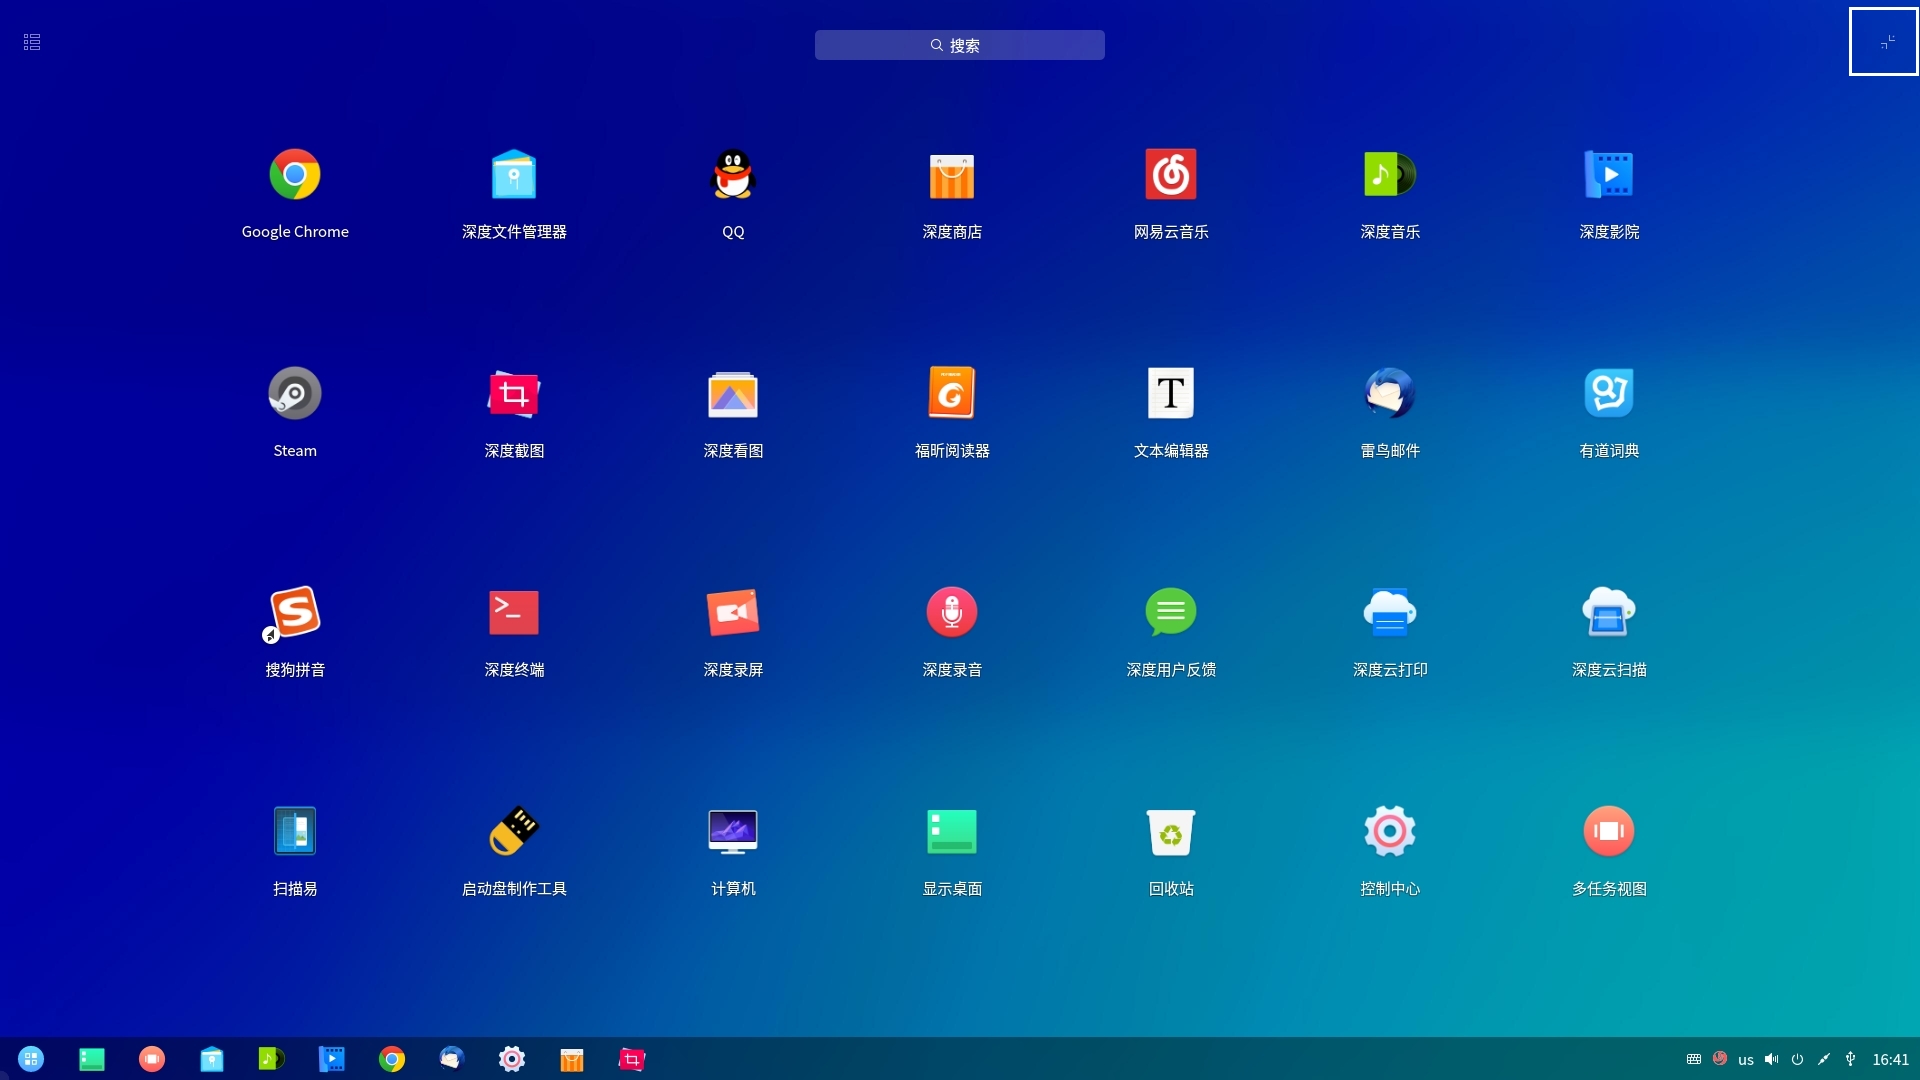 搜索
Google Chrome
深度文件管理器
QQ
深度商店
网易云音乐
深度音乐
深度影院
Steam
深度截图
深度看图
福昕阅读器
文本编辑器
雷鸟邮件
有道词典
搜狗拼音
深度终端
深度录屏
深度录音
深度用户反馈
深度云打印
深度云扫描
扫描易
启动盘制作工具
计算机
显示桌面
回收站
控制中心
多任务视图
us
16:41